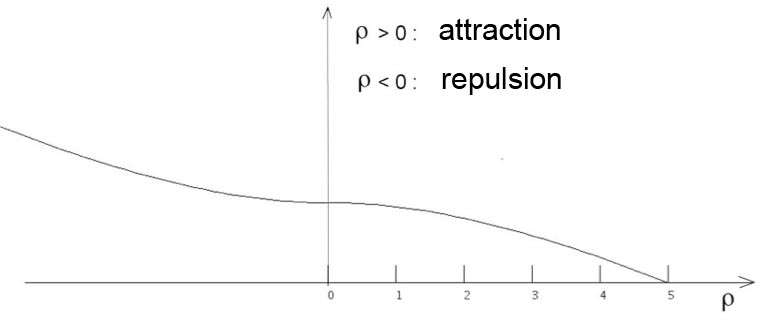 ρ > 0 : attraction
ρ < 0 : repulsion
0 1 2 3 4 5
ρ